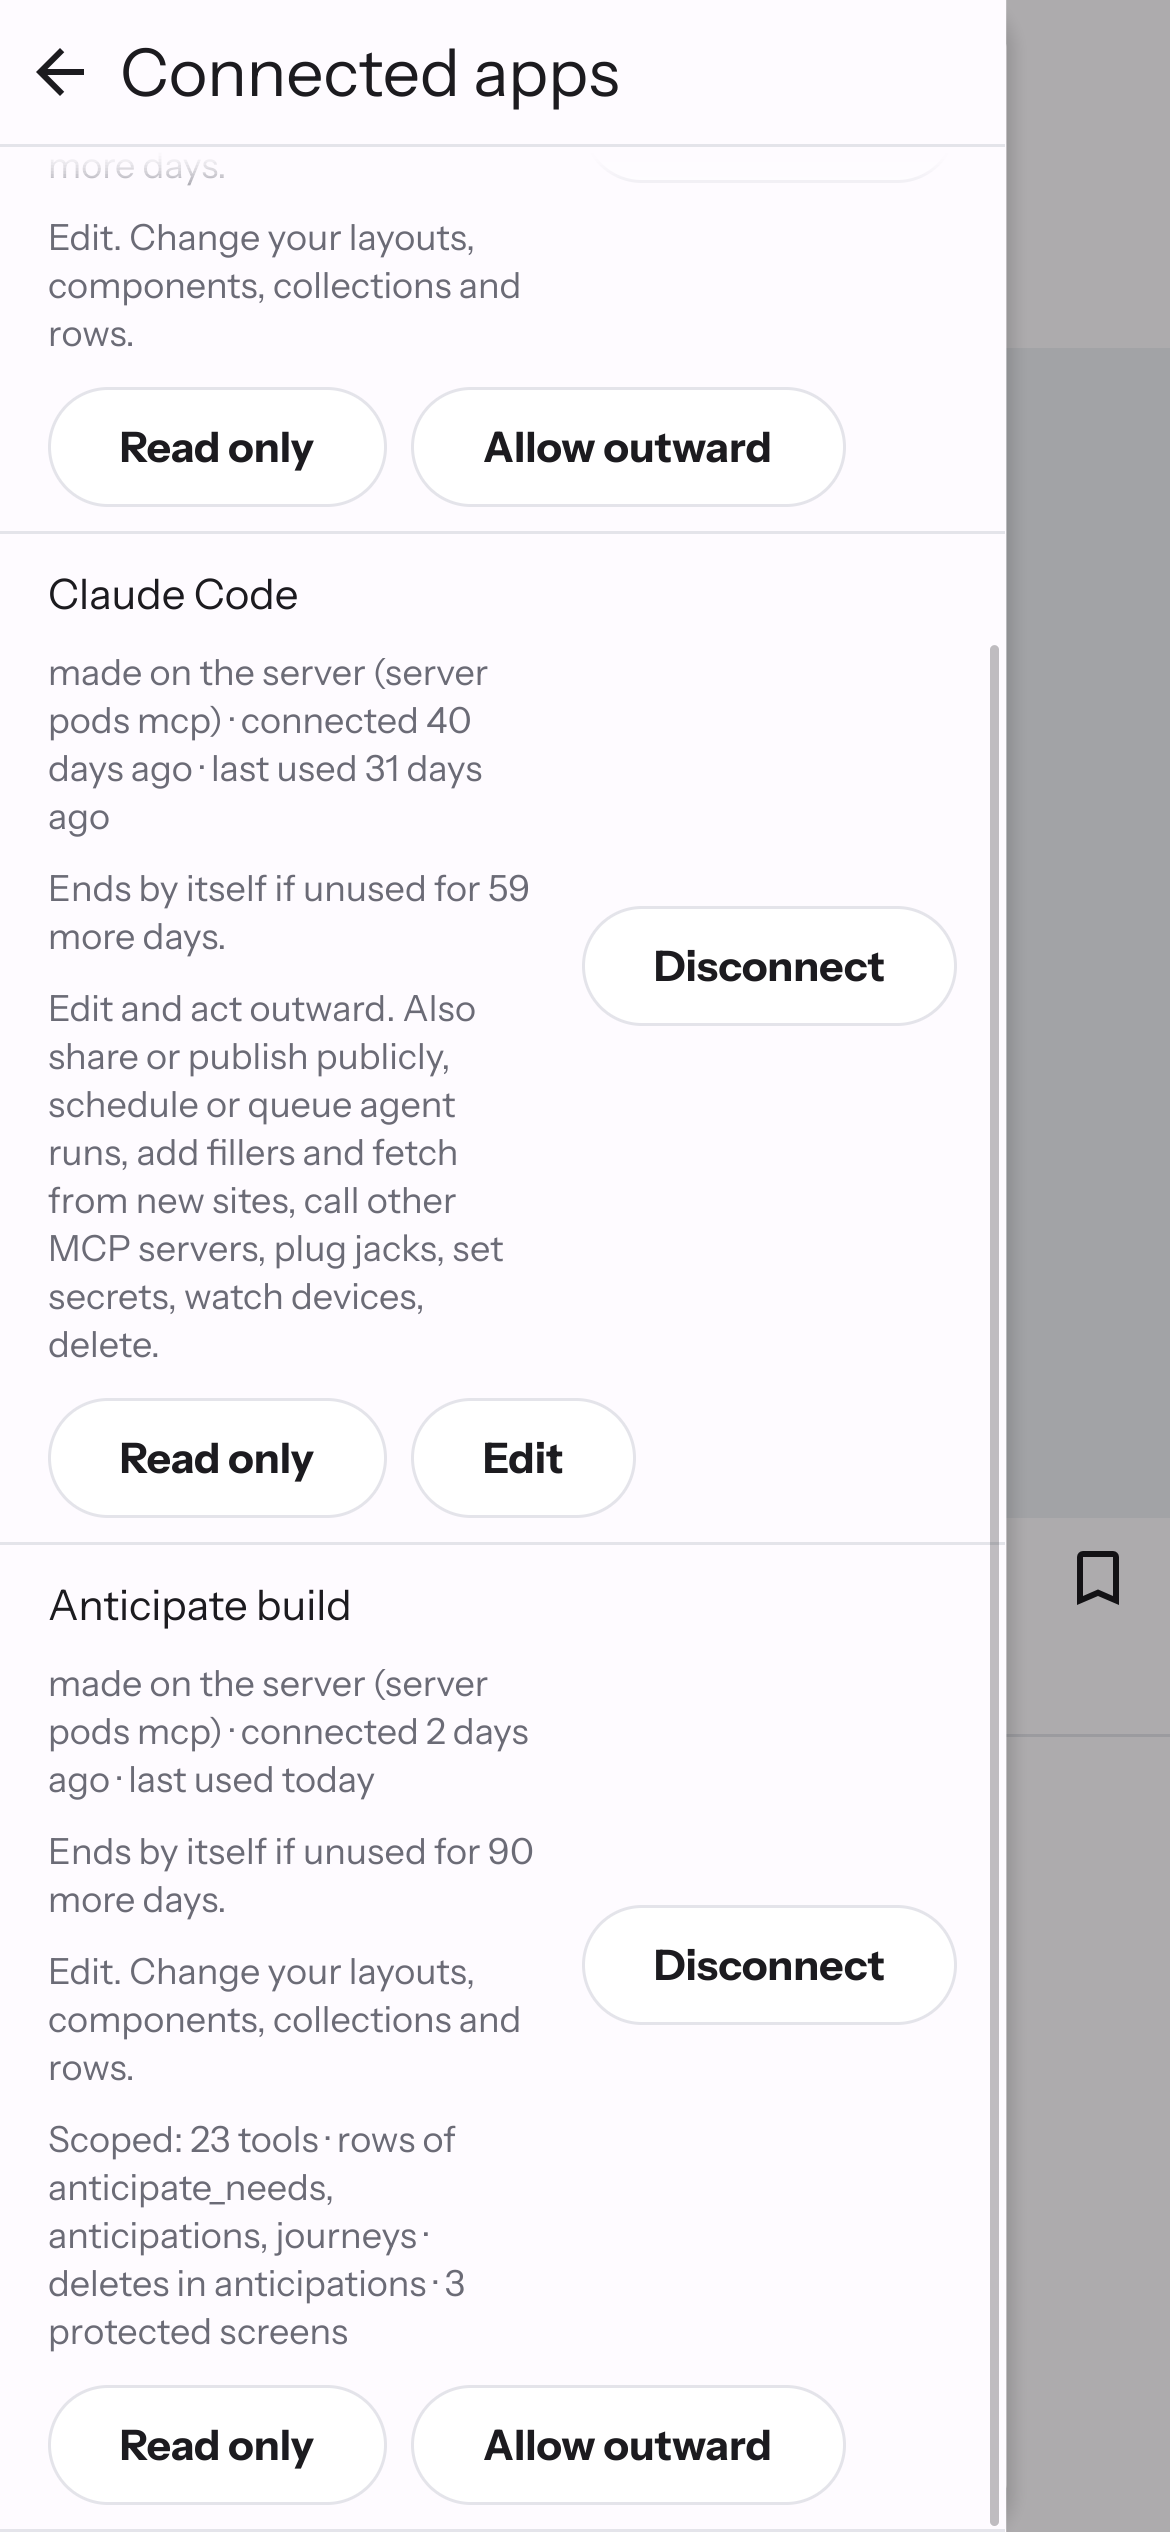 Connected apps
more days.
Edit. Change your layouts,
components, collections and
rows.
Read only
Allow outward
Claude Code
made on the server (server
pods mcp) · connected 40
days ago · last used 31 days
ago
Ends by itself if unused for 59
more days.
Disconnect
Edit and act outward. Also
share or publish publicly,
schedule or queue agent
runs, add fillers and fetch
from new sites, call other
MCP servers, plug jacks, set
secrets, watch devices,
delete.
Read only
Edit
Anticipate build
made on the server (server
pods mcp) · connected 2 days
ago · last used today
Ends by itself if unused for 90
more days.
Disconnect
Edit. Change your layouts,
components, collections and
rows.
Scoped: 23 tools · rows of
anticipate_needs,
anticipations, journeys ·
deletes in anticipations · 3
protected screens
Read only
Allow outward